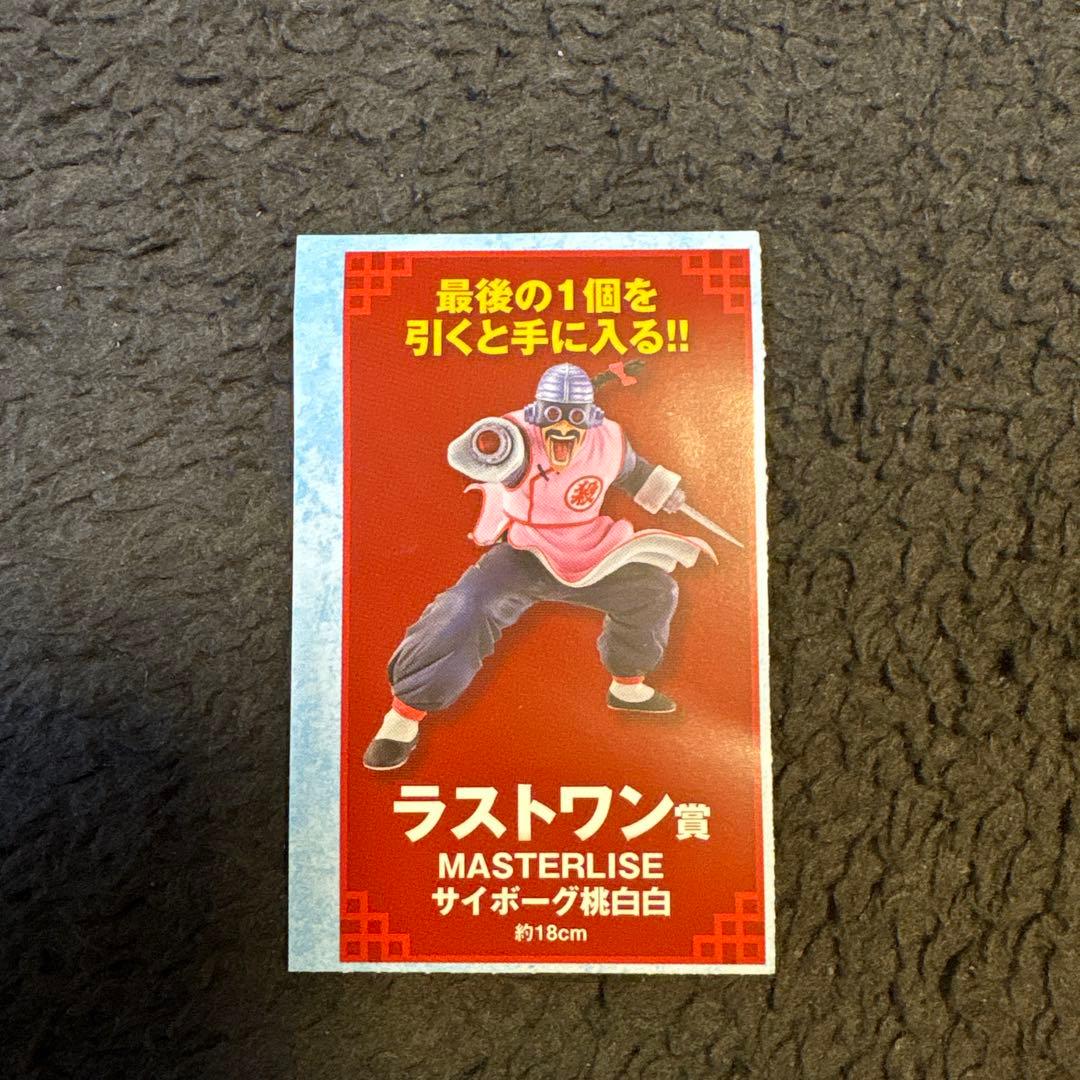 最後の1個を
引くと手に入る!!
殺
ラストワン賞
MASTERLISE
サイボーグ桃白白
約18cm